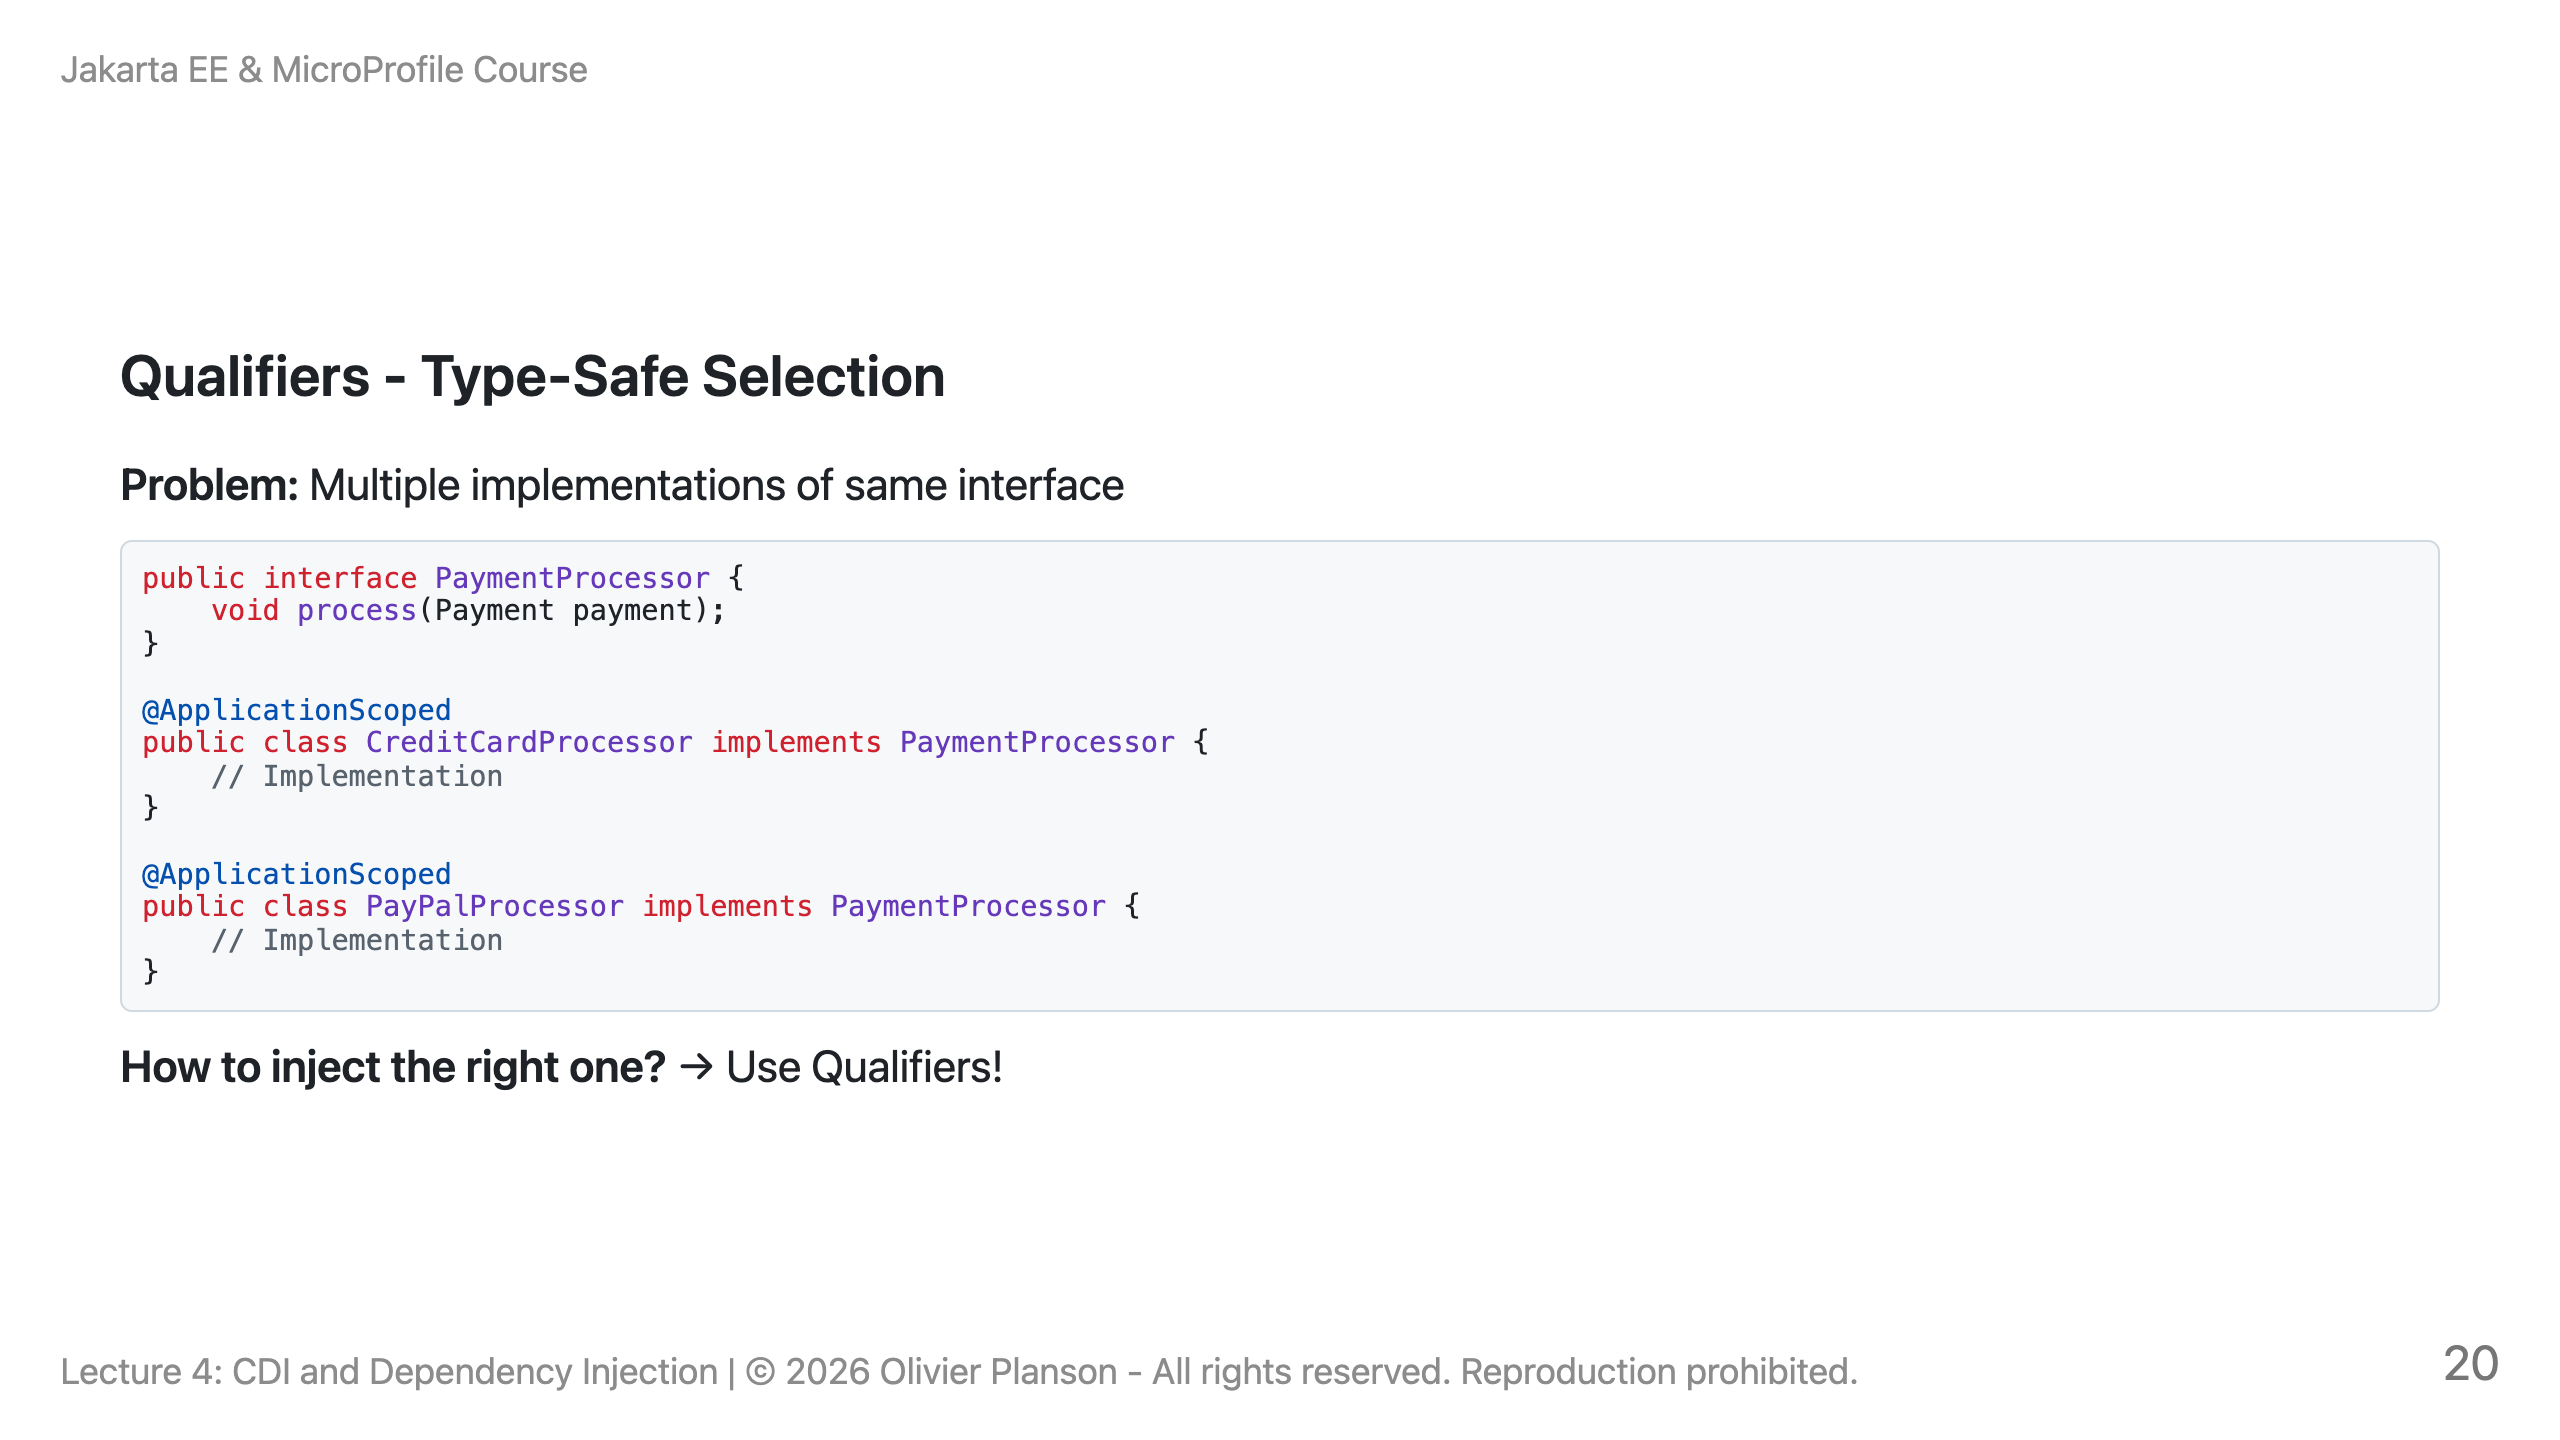 Jakarta EE & MicroProfile Course
Qualifiers - Type-Safe Selection
Problem: Multiple implementations of same interface
public interface PaymentProcessor {
    void process(Payment payment);
}
@ApplicationScoped
public class CreditCardProcessor implements PaymentProcessor {
    // Implementation
}
@ApplicationScoped
public class PayPalProcessor implements PaymentProcessor {
    // Implementation
}
How to inject the right one? → Use Qualifiers!
Lecture 4: CDI and Dependency Injection | © 2026 Olivier Planson - All rights reserved. Reproduction prohibited.
20